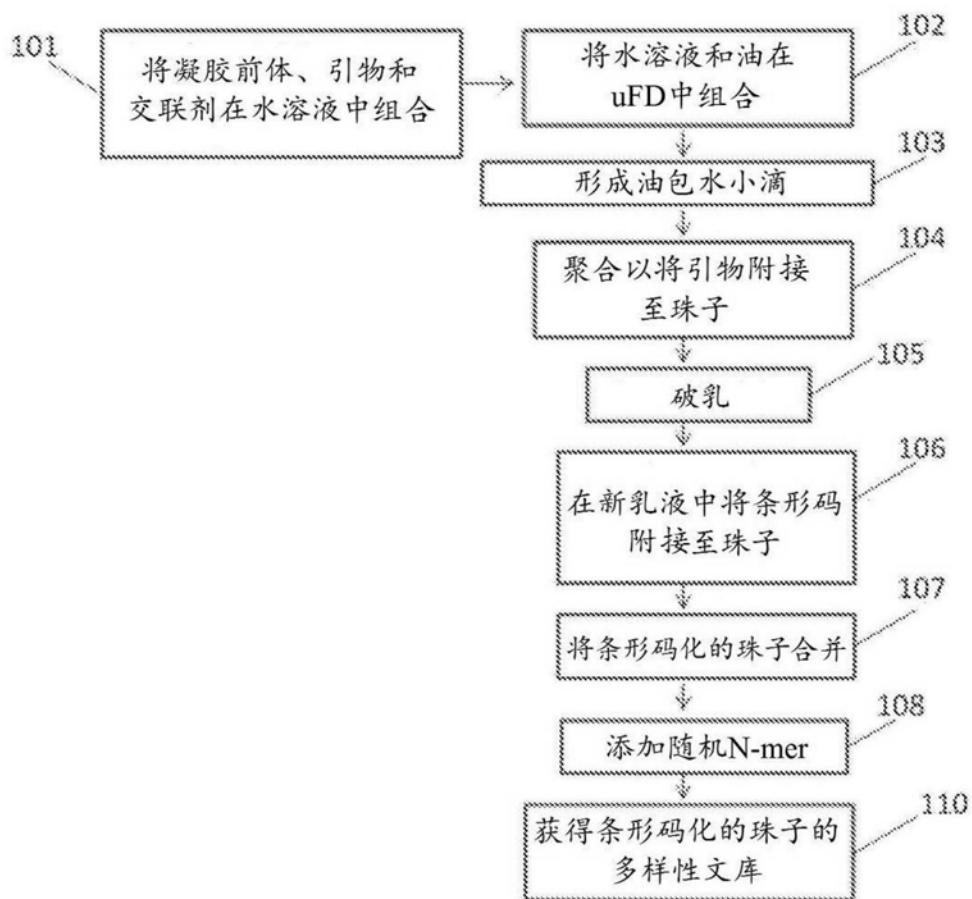 101
将凝胶前体、引物和
交联剂在水溶液中组合
102
将水溶液和油在
uFD中组合
103
形成油包水小滴
104
聚合以将引物附接
至珠子
105
破乳
106
在新乳液中将条形码
附接至珠子
107
将条形码化的珠子合并
108
添加随机N-mer
110
获得条形码化的珠子的
多样性文库